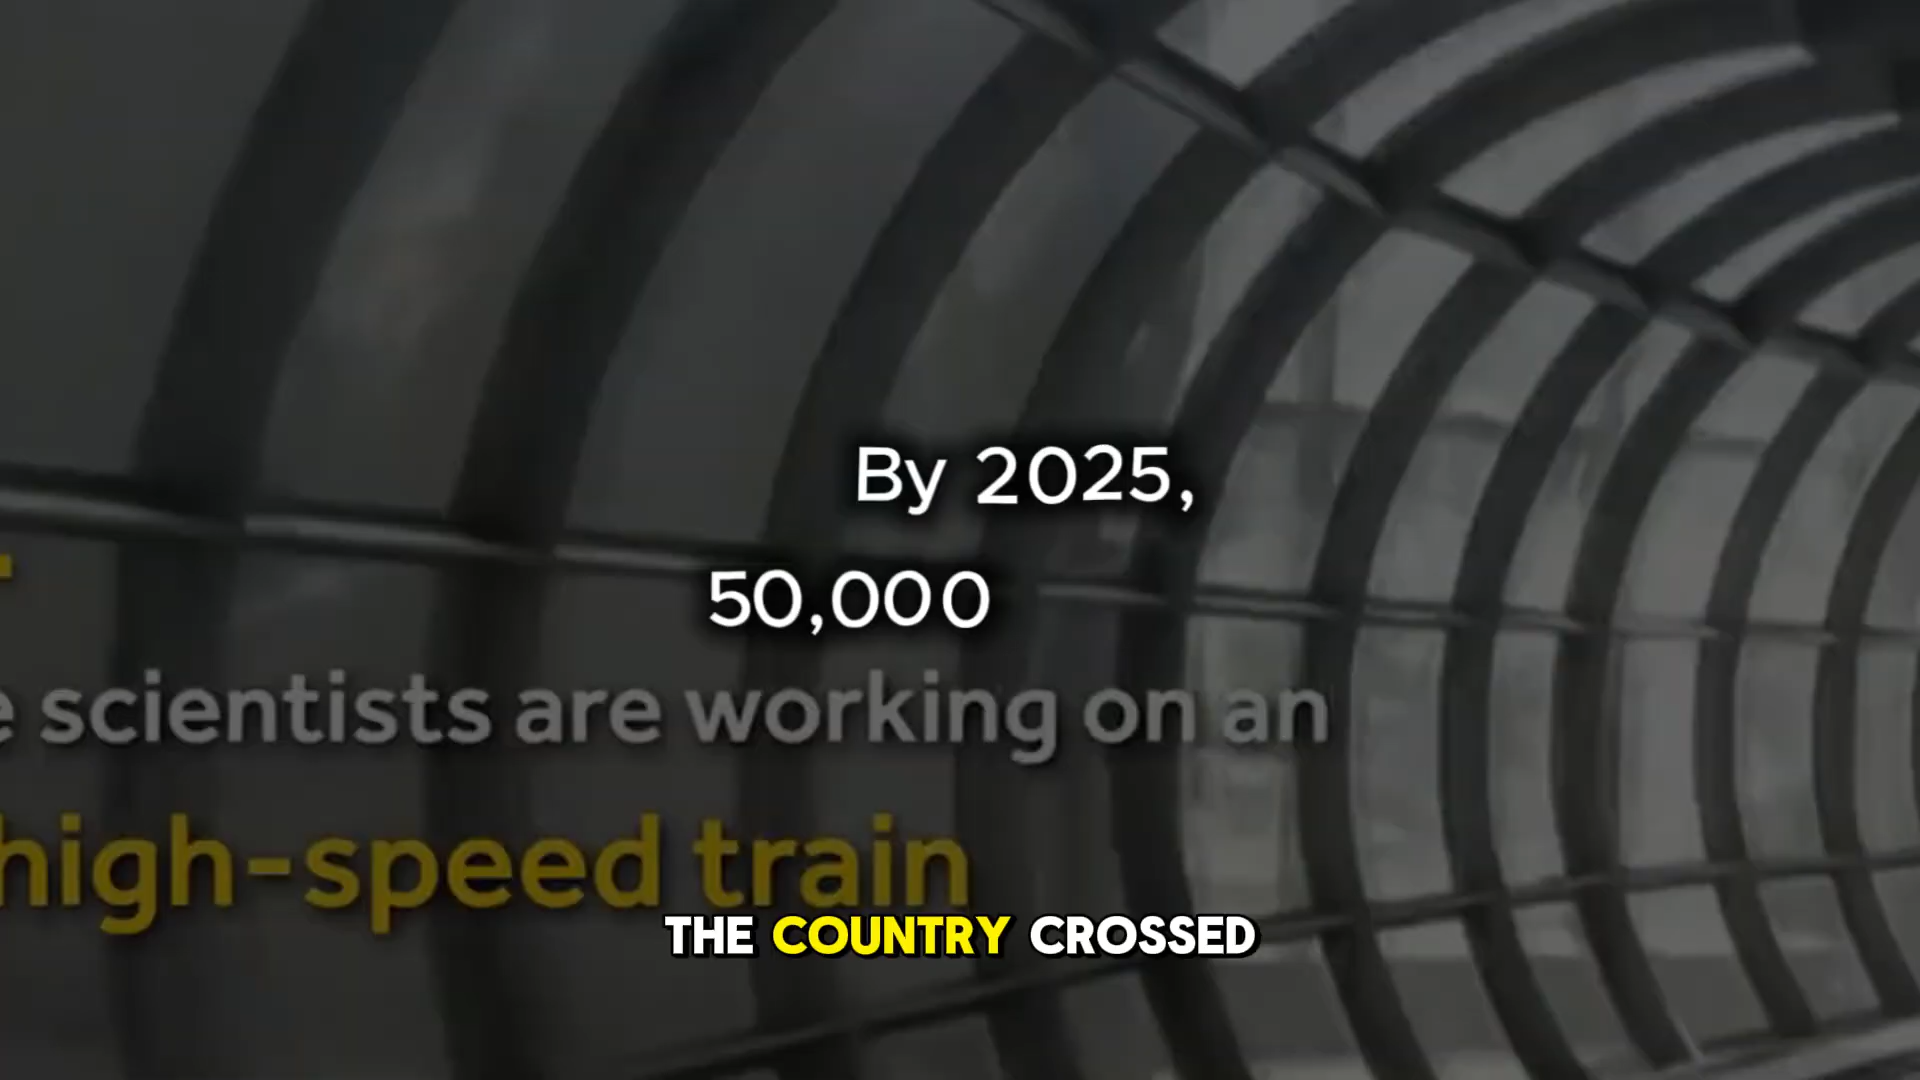 By 2025,
50,000
scientists are working on an
high-speed train
THE COUNTRY CROSSED